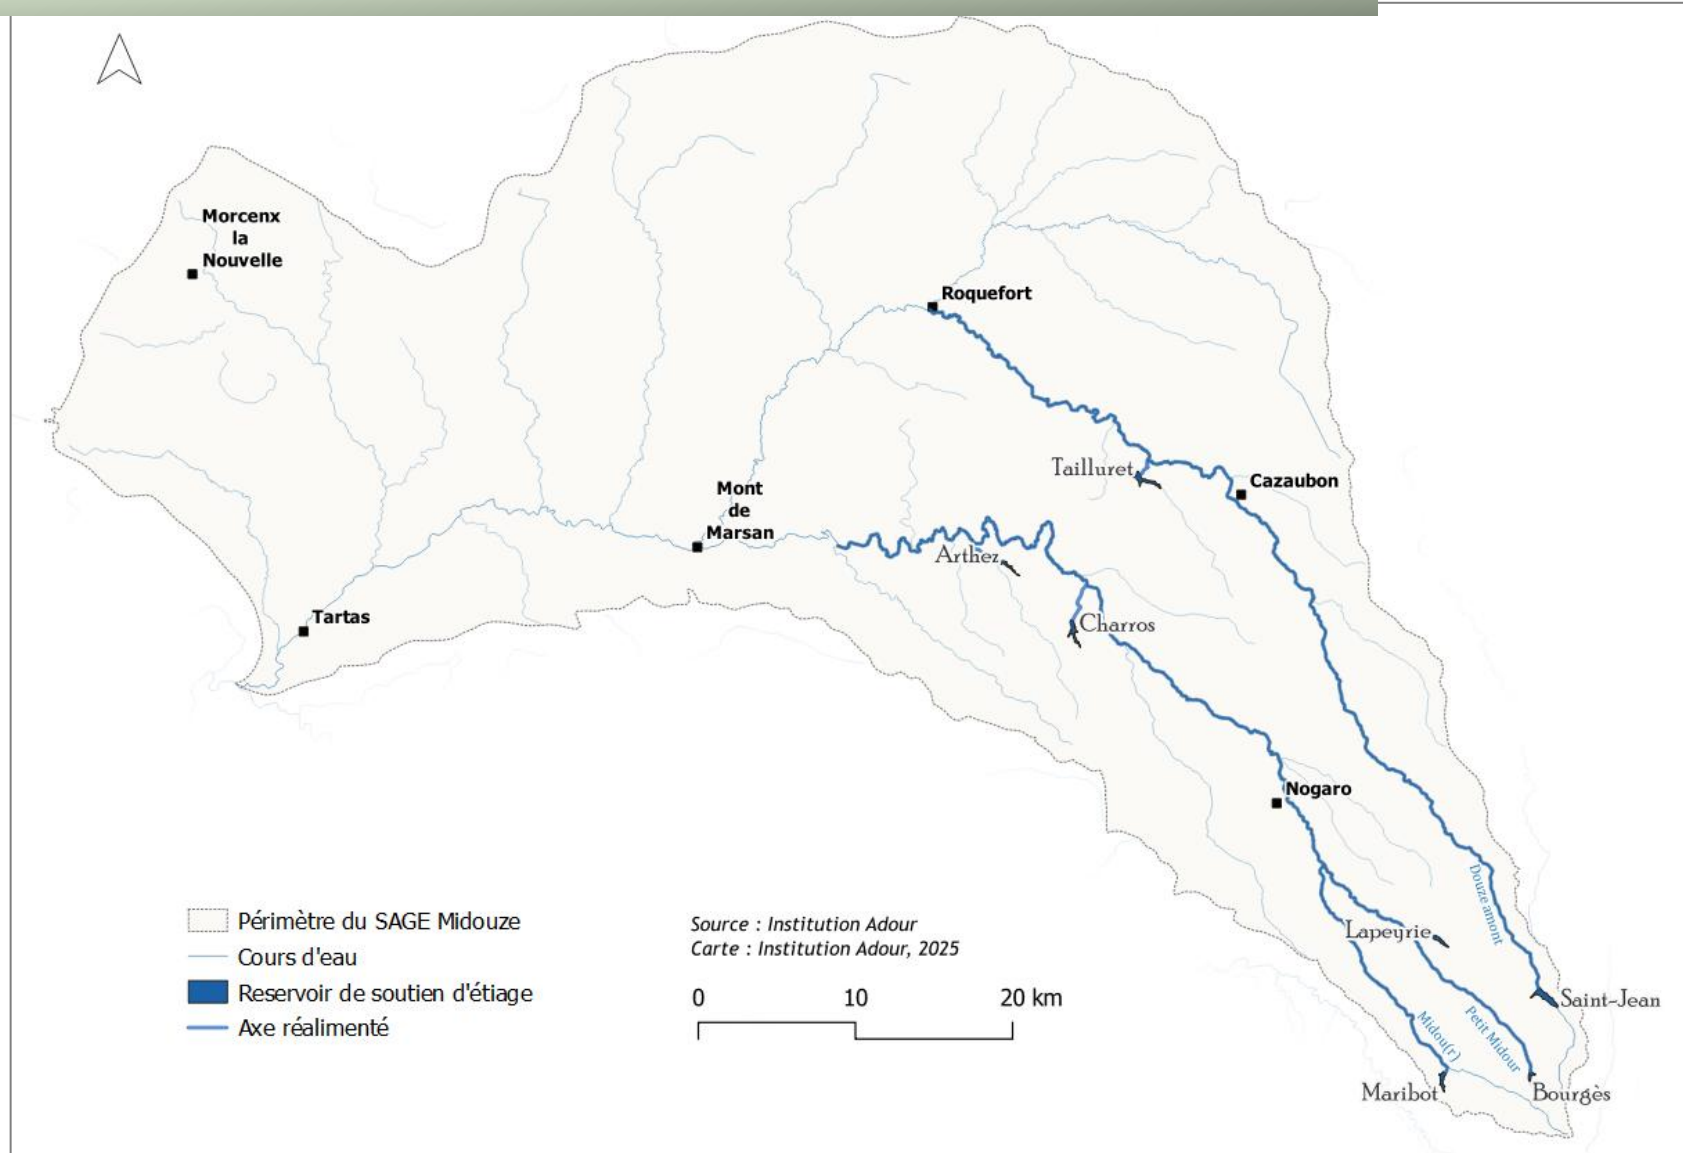 Morcenx
la
Nouvelle
Roquefort
Tailluret
Cazaubon
Mont
de
Marsan
Arthez
Charros
Tartas
Nogaro
Douze amont
Lapeyrie
Saint-Jean
Midou(r)
Petit Midour
Maribot
Bourgès
Périmètre du SAGE Midouze
Cours d'eau
Reservoir de soutien d'étiage
Axe réalimenté
Source : Institution Adour
Carte : Institution Adour, 2025
0 10 20 km